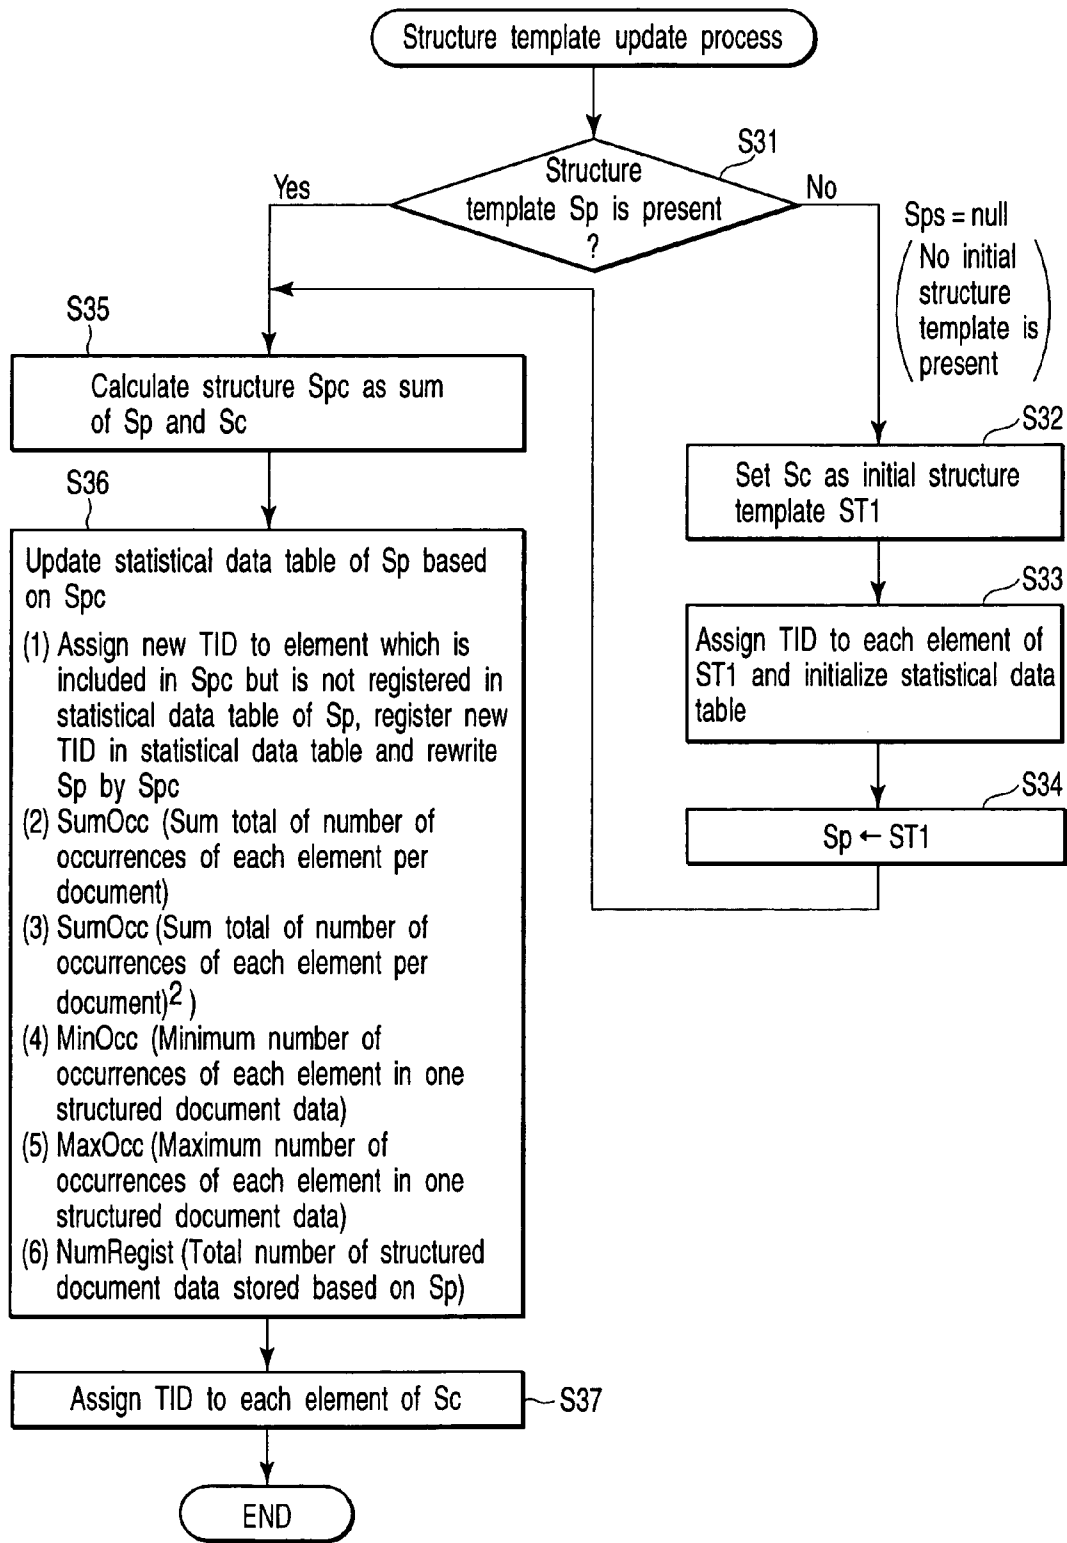 Structure template update process
S31
Structure
template Sp is present
?
Yes
No
Sps = null
(No initial
structure
template is
present)
S35
Calculate structure Spc as sum
of Sp and Sc
S32
Set Sc as initial structure
template ST1
S36
Update statistical data table of Sp based
on Spc
(1) Assign new TID to element which is
included in Spc but is not registered in
statistical data table of Sp, register new
TID in statistical data table and rewrite
Sp by Spc
(2) SumOcc (Sum total of number of
occurrences of each element per
document)
(3) SumOcc (Sum total of number of
occurrences of each element per
document)² )
(4) MinOcc (Minimum number of
occurrences of each element in one
structured document data)
(5) MaxOcc (Maximum number of
occurrences of each element in one
structured document data)
(6) NumRegist (Total number of structured
document data stored based on Sp)
S33
Assign TID to each element of
ST1 and initialize statistical data
table
S34
Sp ← ST1
Assign TID to each element of Sc
S37
END